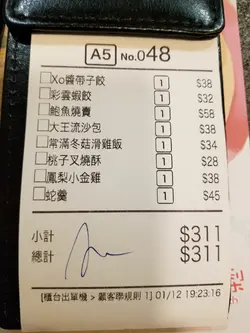 A5 No.048
Xo醬帶子餃 1 $38
彩雲蝦餃 1 $32
鮑魚燒賣 1 $58
大王流沙包 1 $38
常滿冬菇滑雞飯 1 $34
桃子叉燒酥 1 $28
鳳梨小金雞 1 $38
蛇羹 1 $45
小計 $311
總計 $311
[櫃台出單機 > 顧客聯規則 1] 01/12 19:23:16